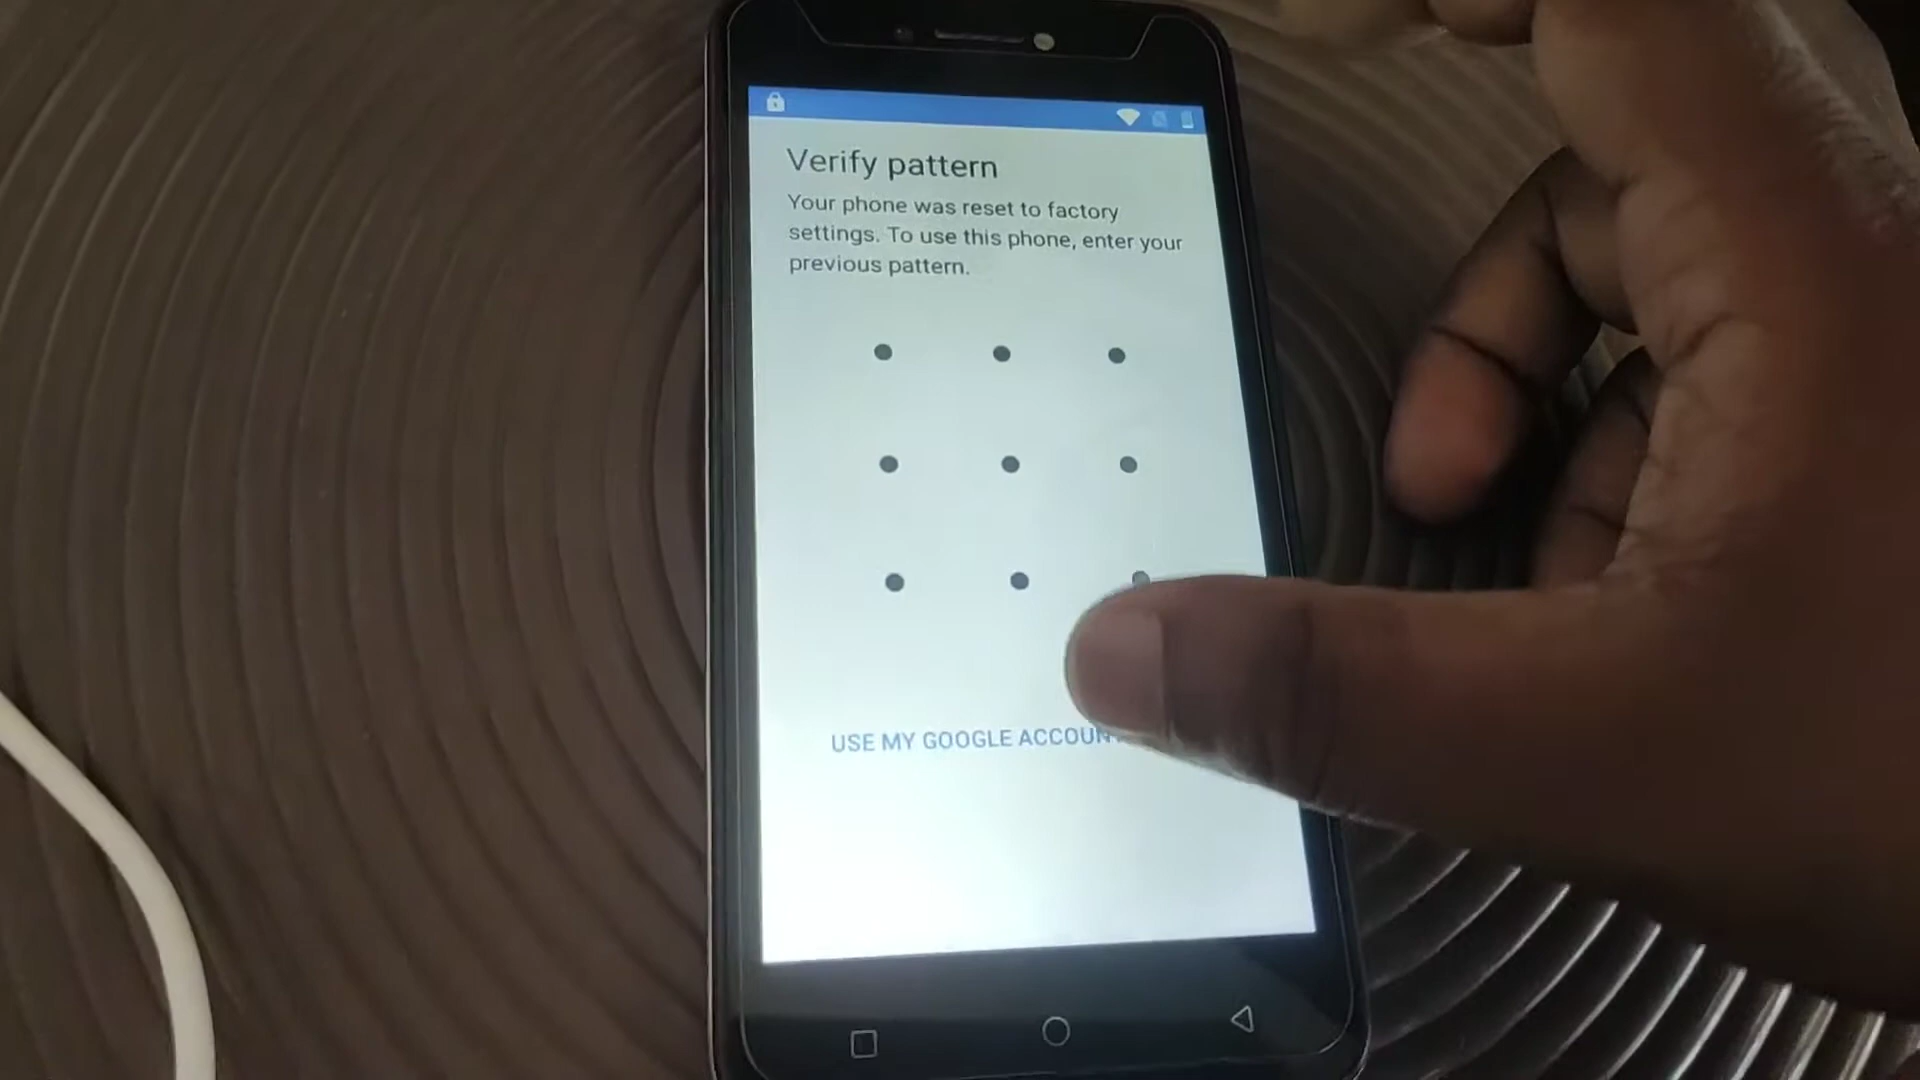 Verify pattern
Your phone was reset to factory
settings. To use this phone, enter your
previous pattern.
USE MY GOOGLE ACCOUNT